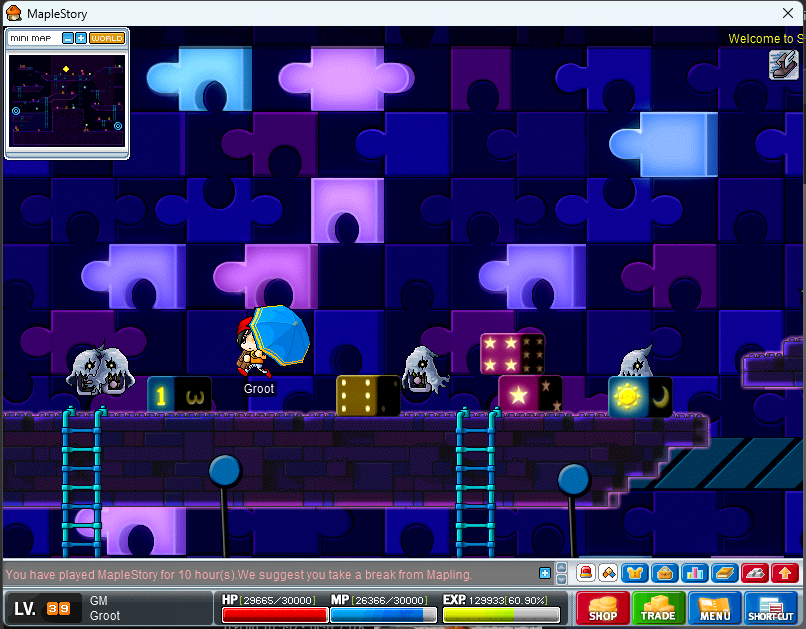 MapleStory
MINI MAP
WORLD
Welcome to S
Groot
1 3
You have played MapleStory for 10 hour(s).We suggest you take a break from Mapling.
LV. 39
GM
Groot
HP [29665/30000]
MP [26366/30000]
EXP. 129933[60.90%]
SHOP
TRADE
MENU
SHORTCUT